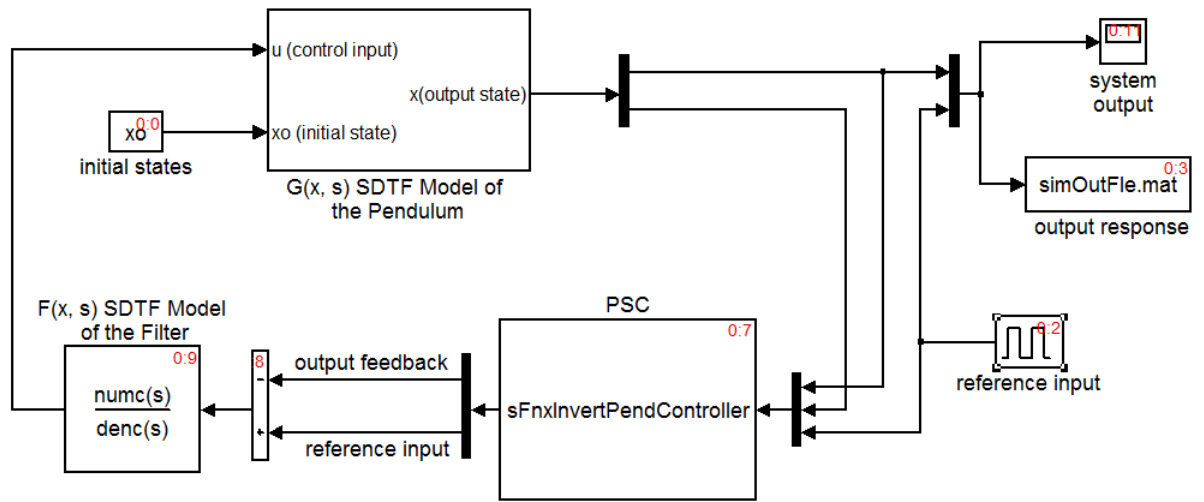 u (control input)
x(output state)
xo (initial state)
0:0
xo
initial states
G(x, s) SDTF Model of
the Pendulum
0:11
system
output
0:3
simOutFle.mat
output response
F(x, s) SDTF Model
of the Filter
0:9
numc(s)
denc(s)
8
-
+
output feedback
reference input
PSC
0:7
sFnxInvertPendController
0:2
reference input